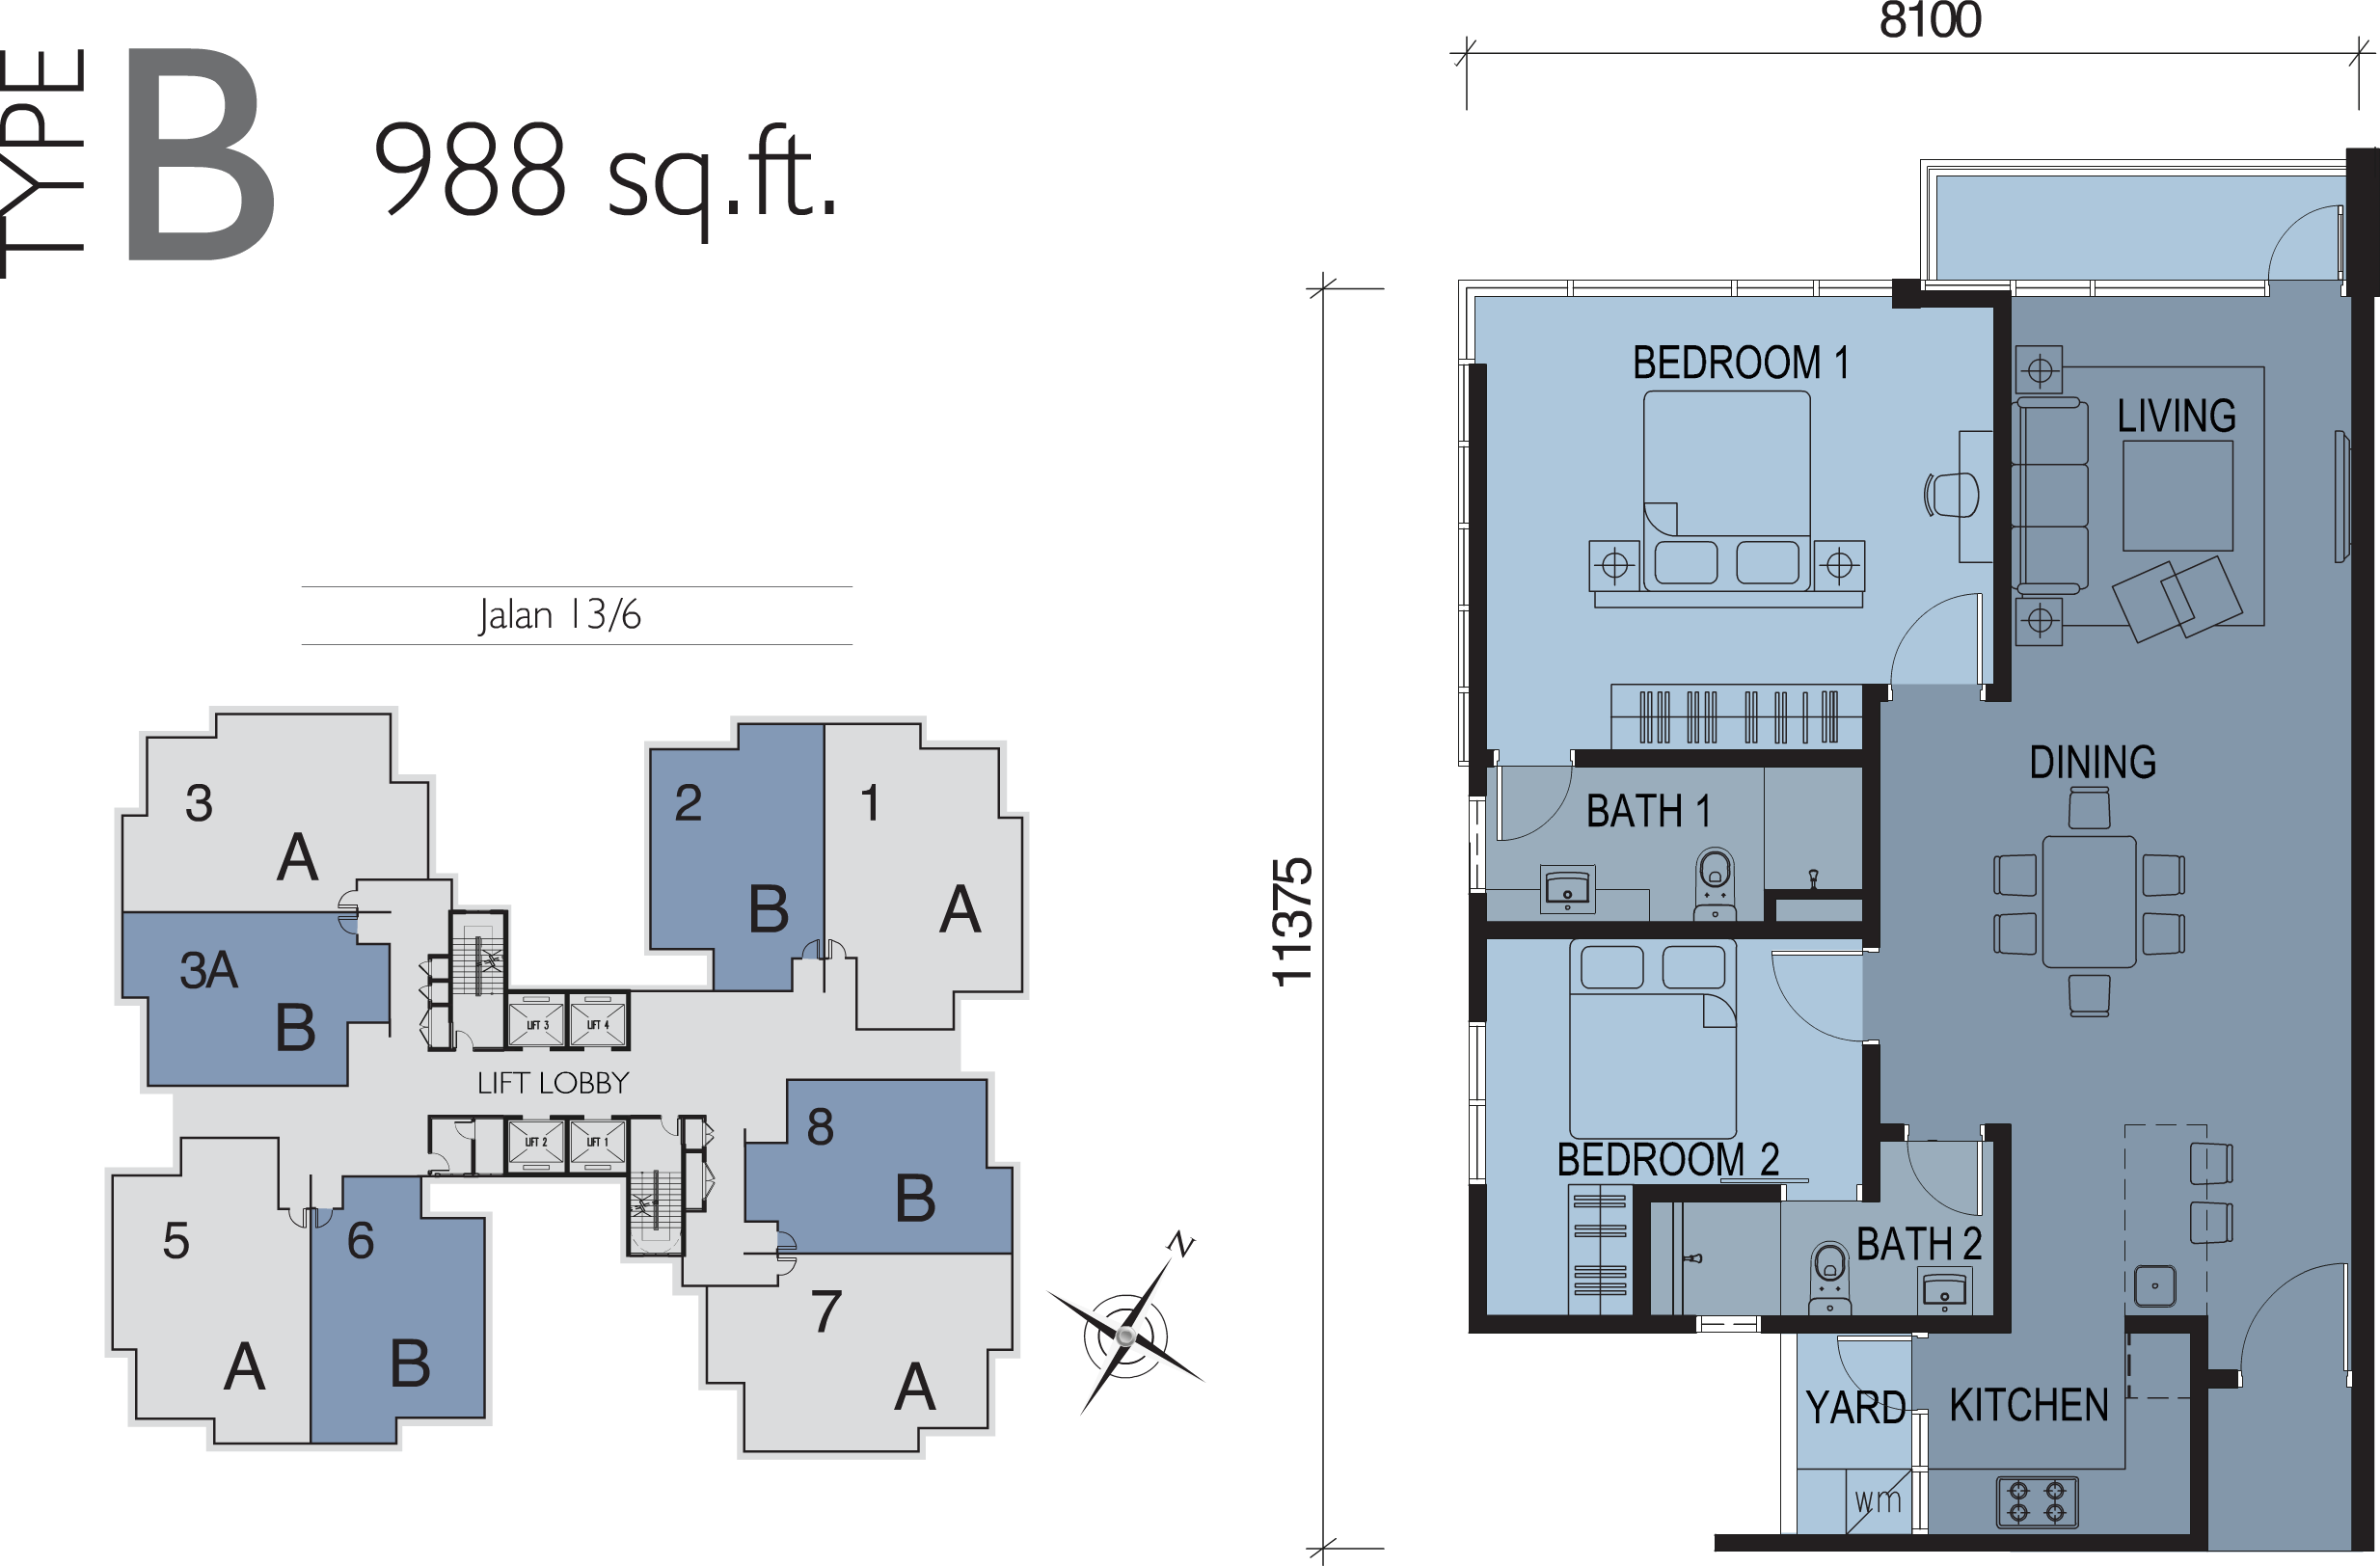 TYPE
B
988 sq.ft.
Jalan 13/6
3
A
2
B
1
A
3A
B
LIFT 3
LIFT 4
LIFT LOBBY
LIFT 2
LIFT 1
8
B
5
A
6
B
7
A
N
8100
11375
BEDROOM 1
LIVING
DINING
BATH 1
BEDROOM 2
BATH 2
YARD
KITCHEN
wm